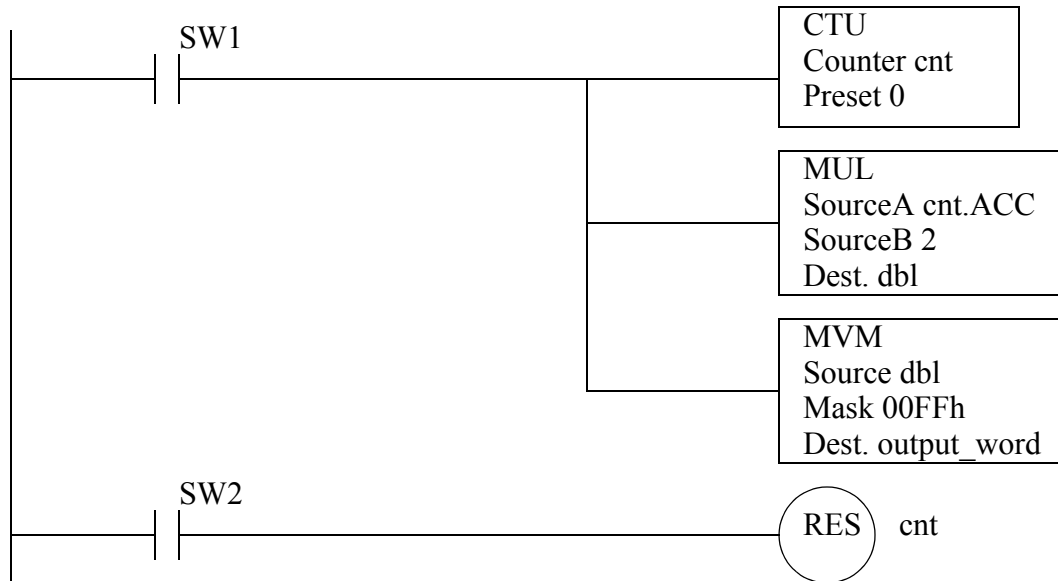 SW1
CTU
Counter cnt
Preset 0
MUL
SourceA cnt.ACC
SourceB 2
Dest. dbl
MVM
Source dbl
Mask 00FFh
Dest. output_word
SW2
RES cnt